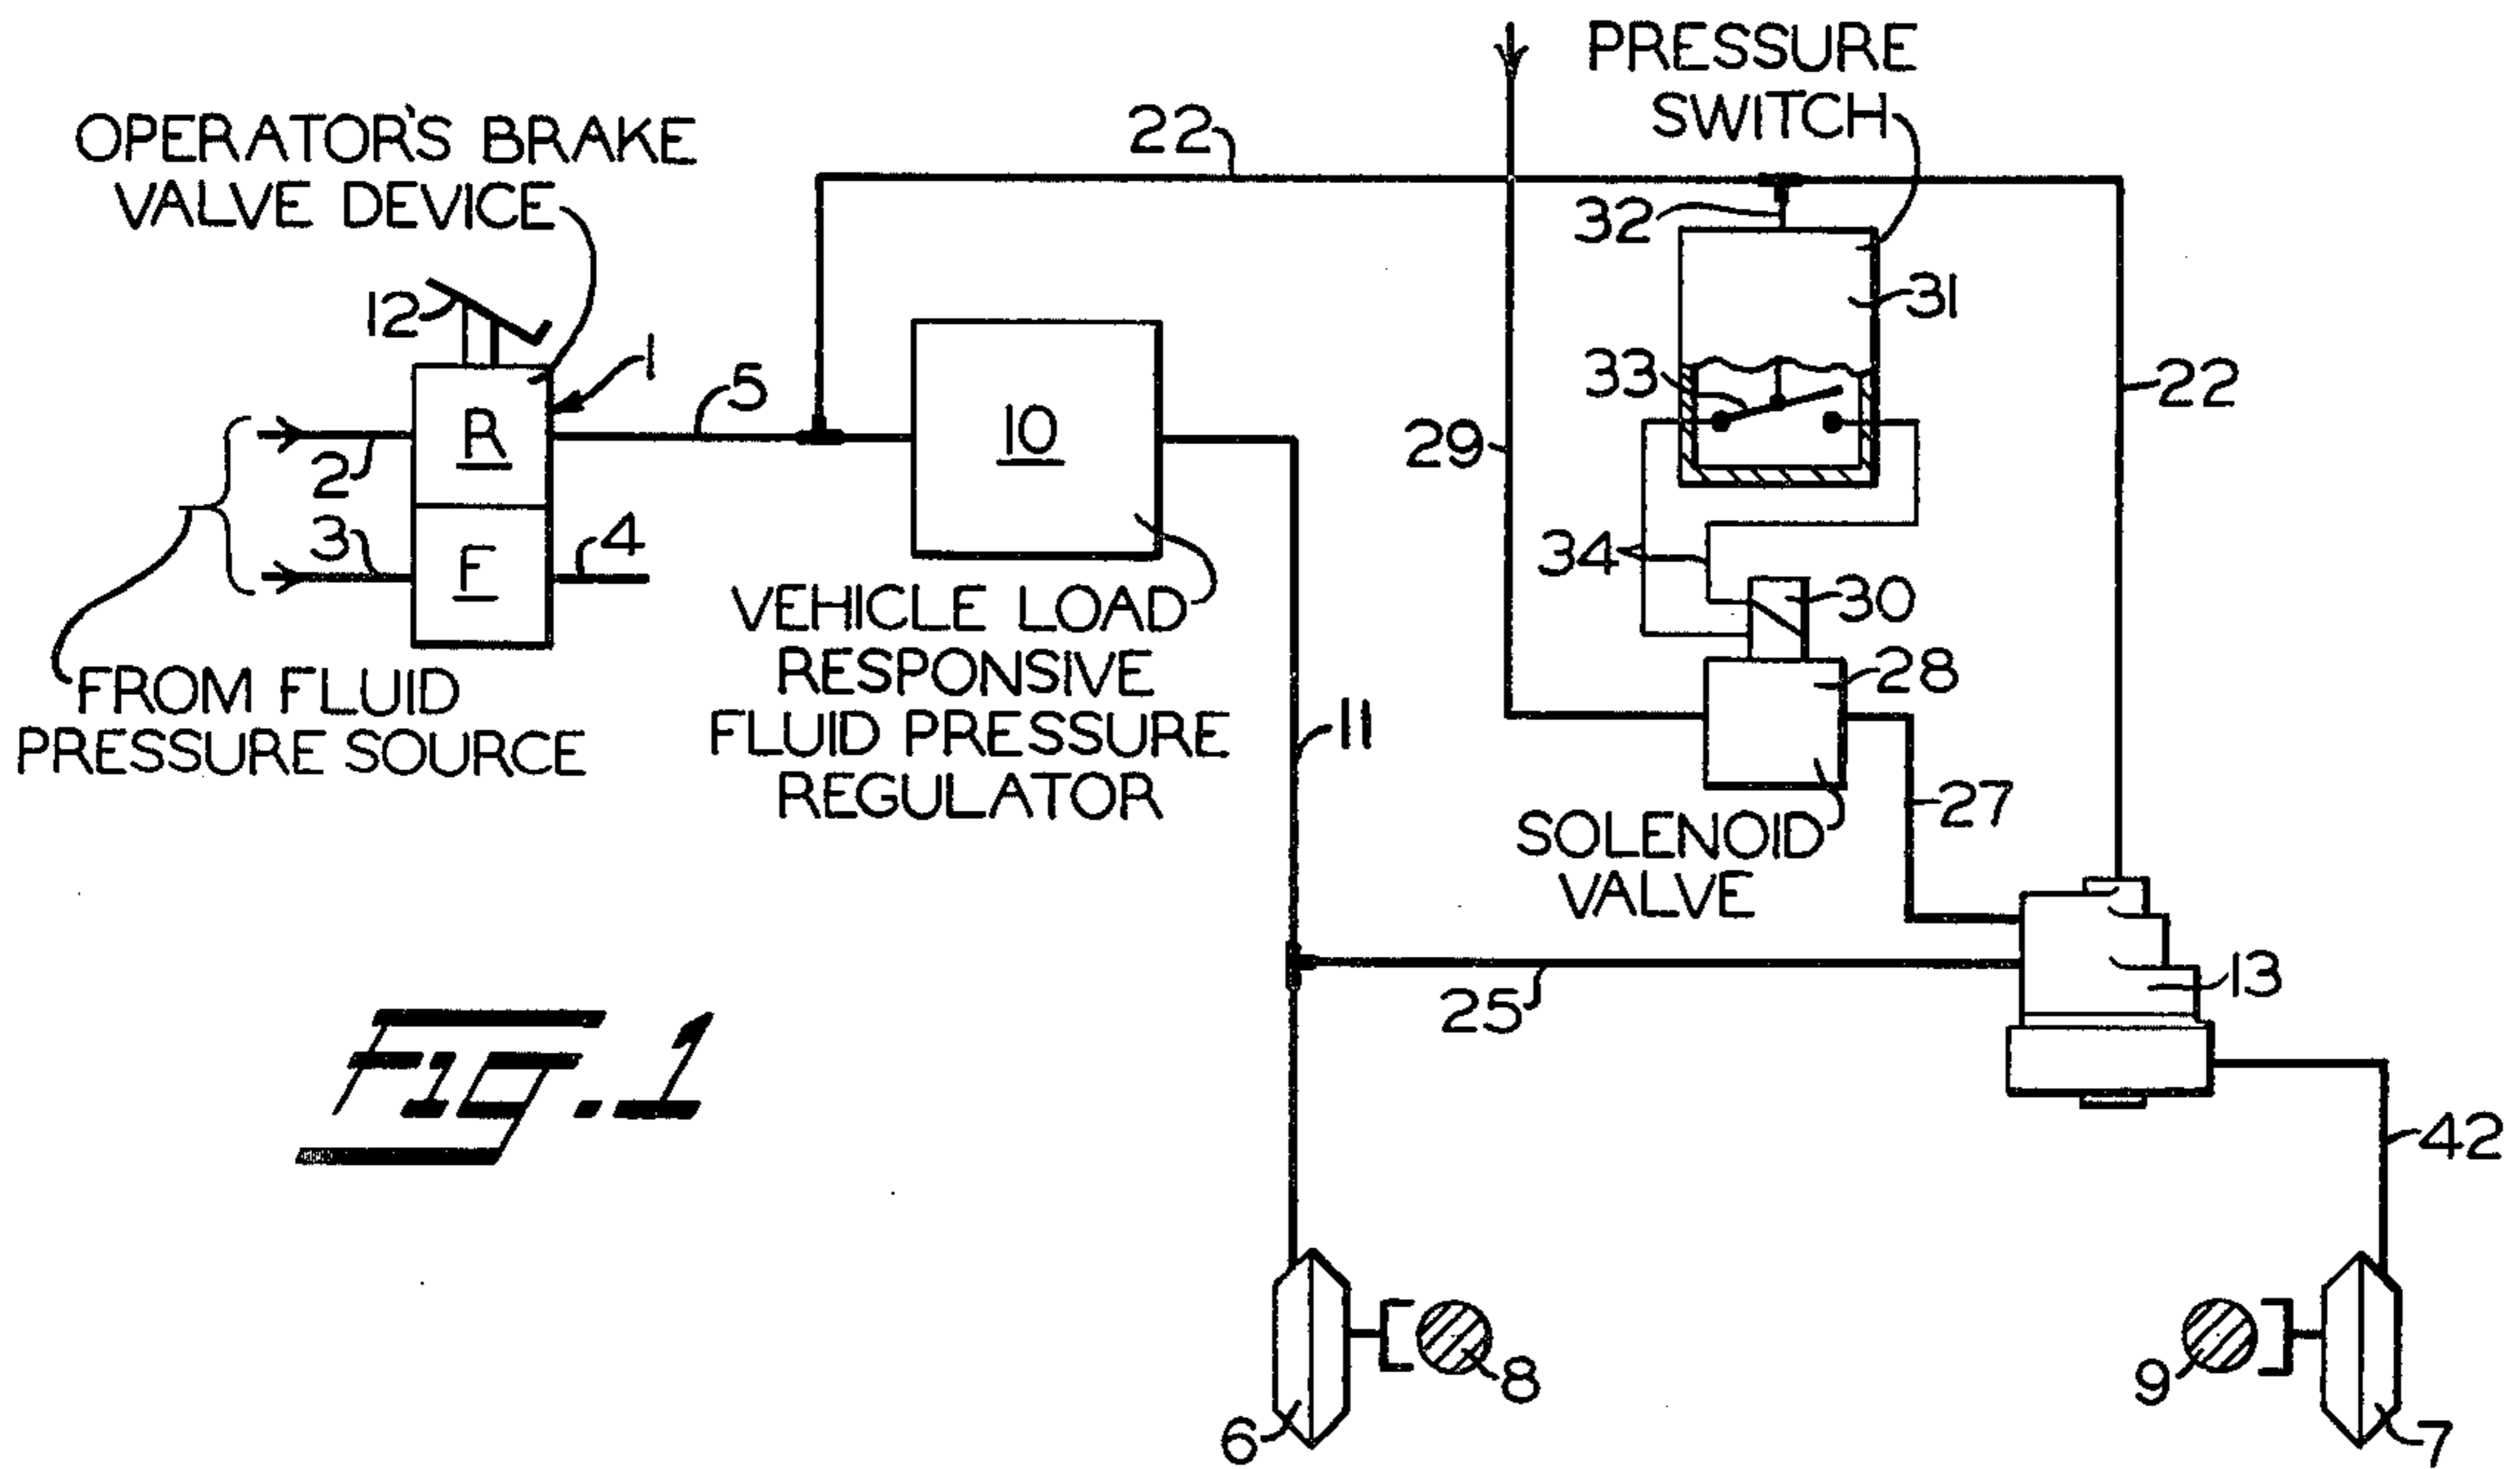 PRESSURE
SWITCH
OPERATOR'S BRAKE
VALVE DEVICE
22
32
12
31
1
33
5
22
R
10
2
29
3
4
34
F
30
VEHICLE LOAD
RESPONSIVE
FLUID PRESSURE
REGULATOR
28
FROM FLUID
PRESSURE SOURCE
11
27
SOLENOID
VALVE
13
25
FIG. 1
42
8
9
6
7